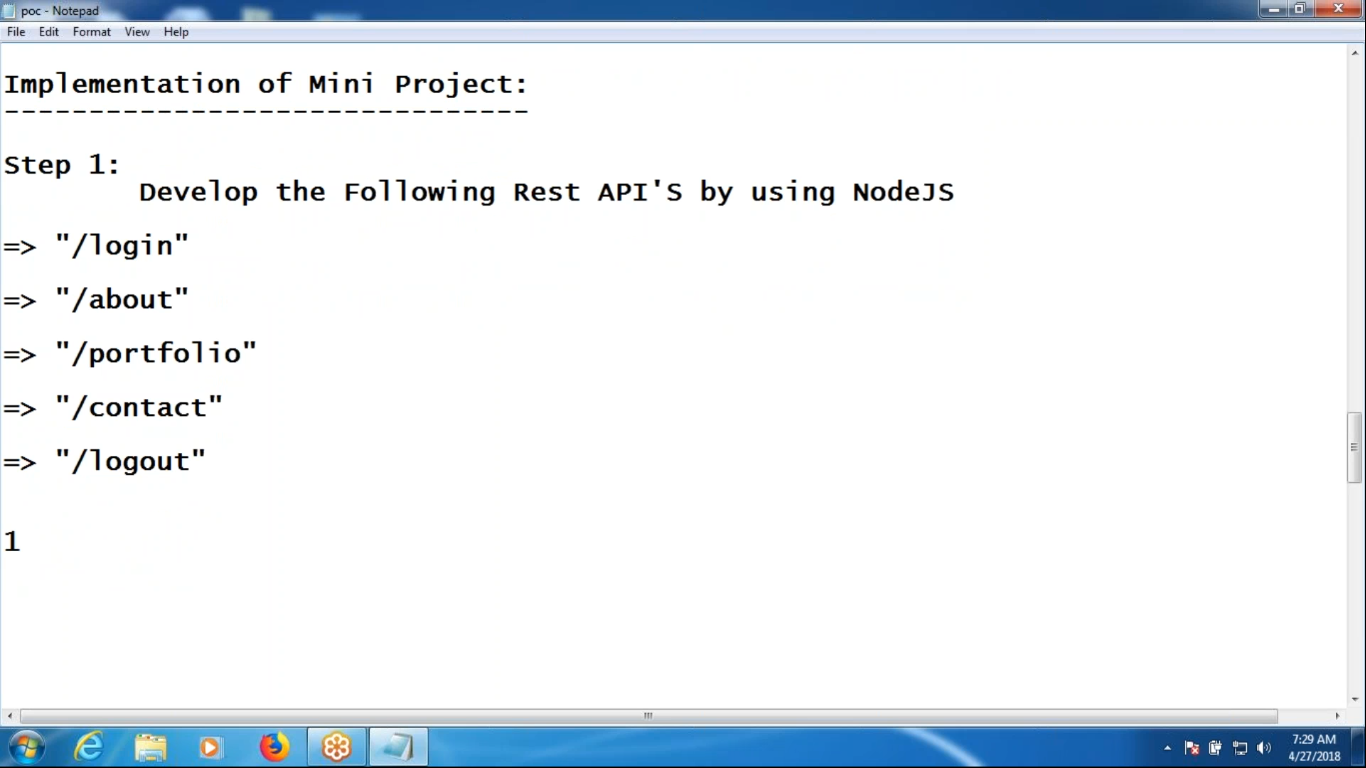 poc - Notepad
File Edit Format View Help
Implementation of Mini Project:
-------------------------------
Step 1:
Develop the Following Rest API'S by using NodeJS
=> "/login"
=> "/about"
=> "/portfolio"
=> "/contact"
=> "/logout"
1
7:29 AM
4/27/2018